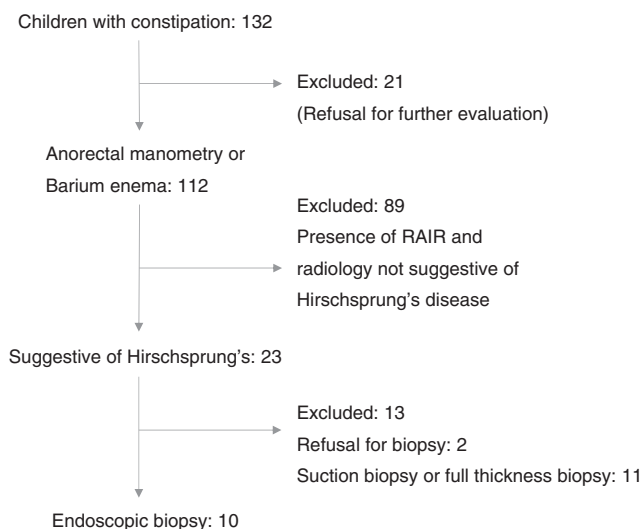 Children with constipation: 132
Excluded: 21
(Refusal for further evaluation)
Anorectal manometry or
Barium enema: 112
Excluded: 89
Presence of RAIR and
radiology not suggestive of
Hirschsprung's disease
Suggestive of Hirschsprung's: 23
Excluded: 13
Refusal for biopsy: 2
Suction biopsy or full thickness biopsy: 11
Endoscopic biopsy: 10